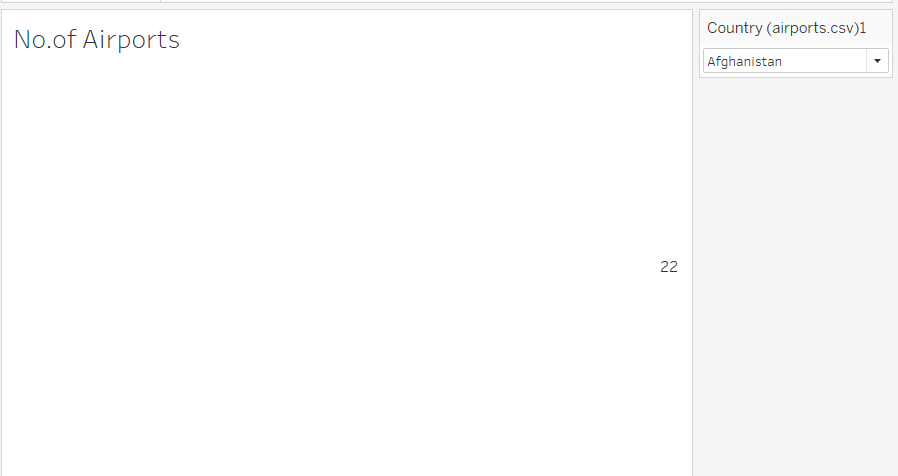 No.of Airports
Country (airports.csv)1
Afghanistan
22